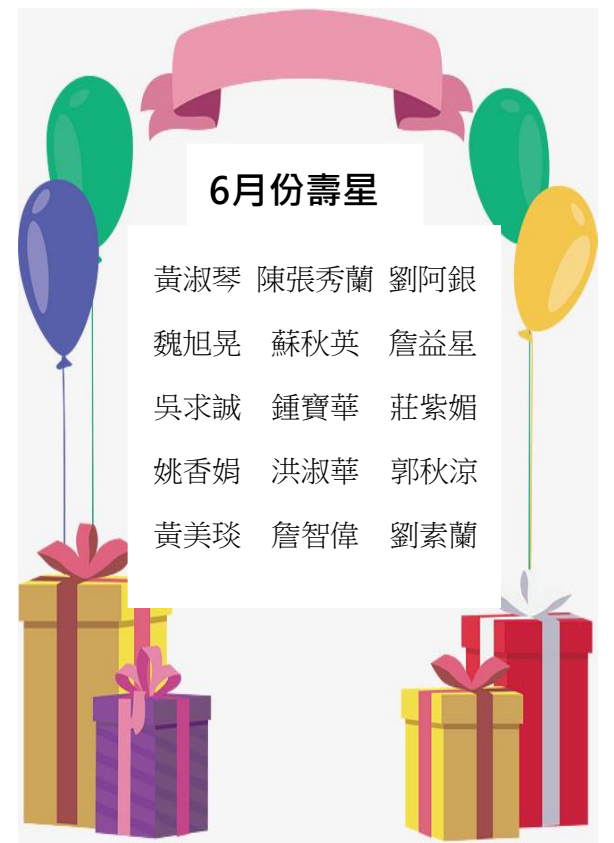 6月份壽星
黃淑琴 陳張秀蘭 劉阿銀
魏旭晃 蘇秋英 詹益星
吳求誠 鍾寶華 莊紫媚
姚香娟 洪淑華 郭秋涼
黃美琰 詹智偉 劉素蘭